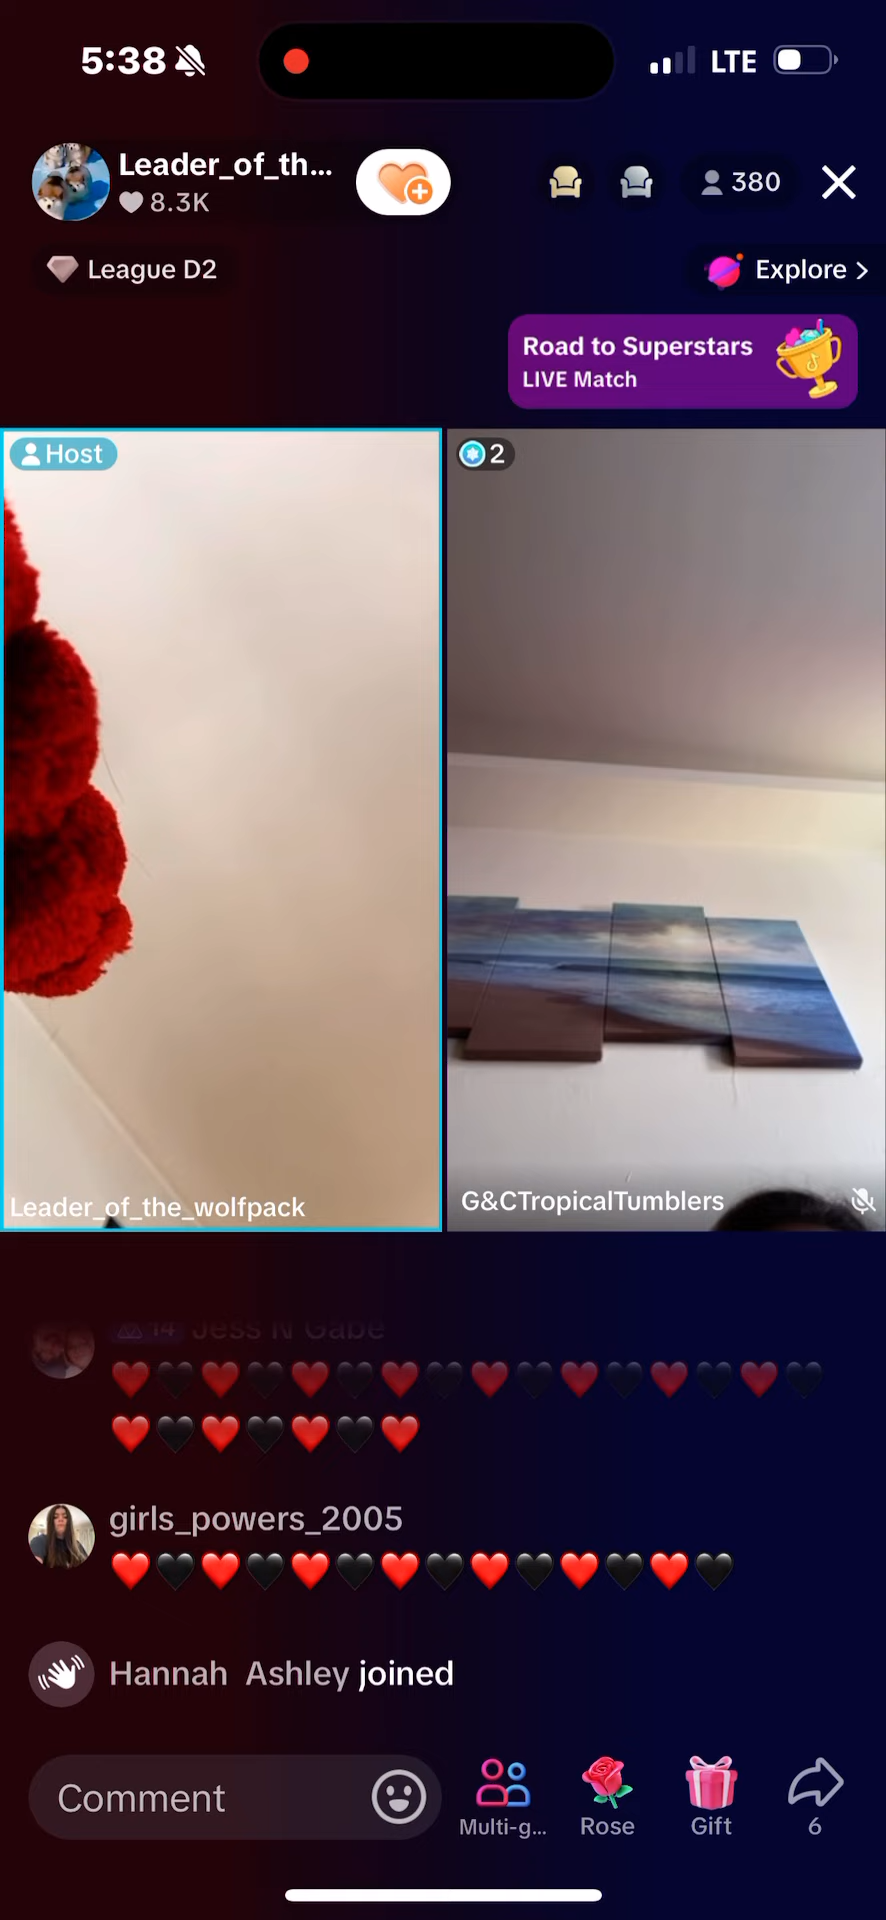 5:38
LTE
Leader_of_th...
8.3K
380
League D2
Explore >
Road to Superstars
LIVE Match
Host
2
Leader_of_the_wolfpack
G&CTropicalTumblers
14 Jess N Gabe
girls_powers_2005
Hannah Ashley joined
Comment
Multi-g...
Rose
Gift
6